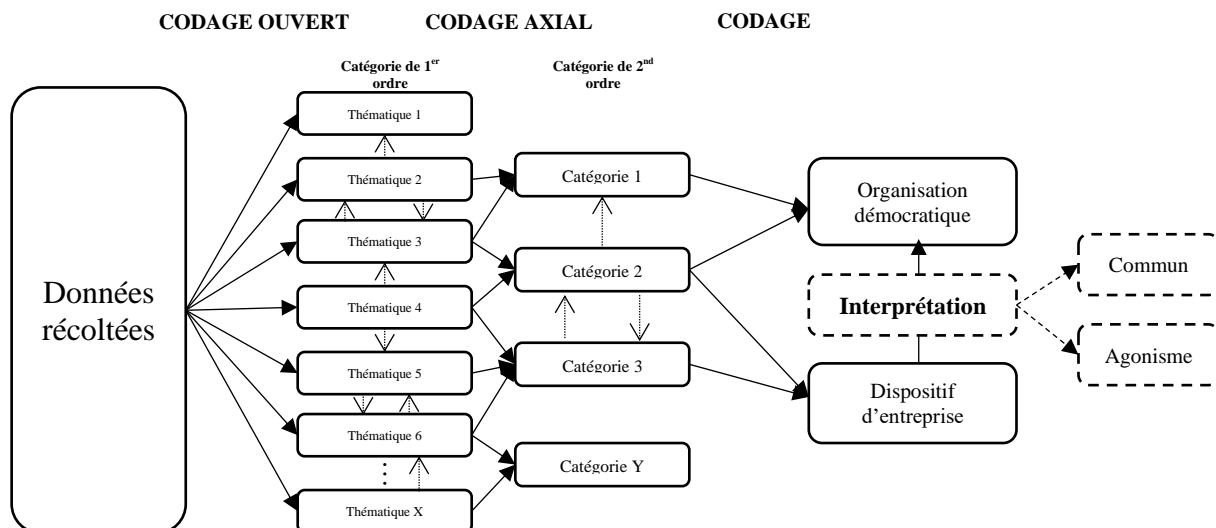 CODAGE OUVERT
CODAGE AXIAL
CODAGE
Catégorie de 1er
ordre
Catégorie de 2nd
ordre
Données
récoltées
Thématique 1
Thématique 2
Thématique 3
Thématique 4
Thématique 5
Thématique 6
Thématique X
Catégorie 1
Catégorie 2
Catégorie 3
Catégorie Y
Organisation
démocratique
Interprétation
Dispositif
d’entreprise
Commun
Agonisme